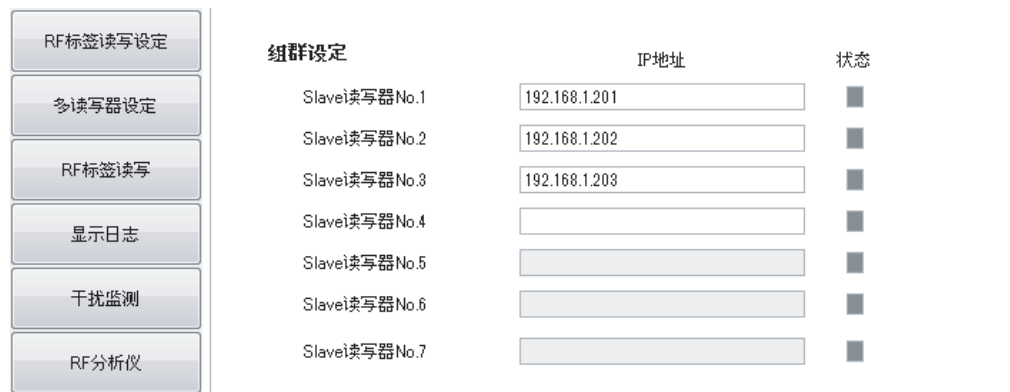 RF标签读写设定
多读写器设定
RF标签读写
显示日志
干扰监测
RF分析仪
组群设定
IP地址 状态
Slave读写器No.1 192.168.1.201
Slave读写器No.2 192.168.1.202
Slave读写器No.3 192.168.1.203
Slave读写器No.4
Slave读写器No.5
Slave读写器No.6
Slave读写器No.7